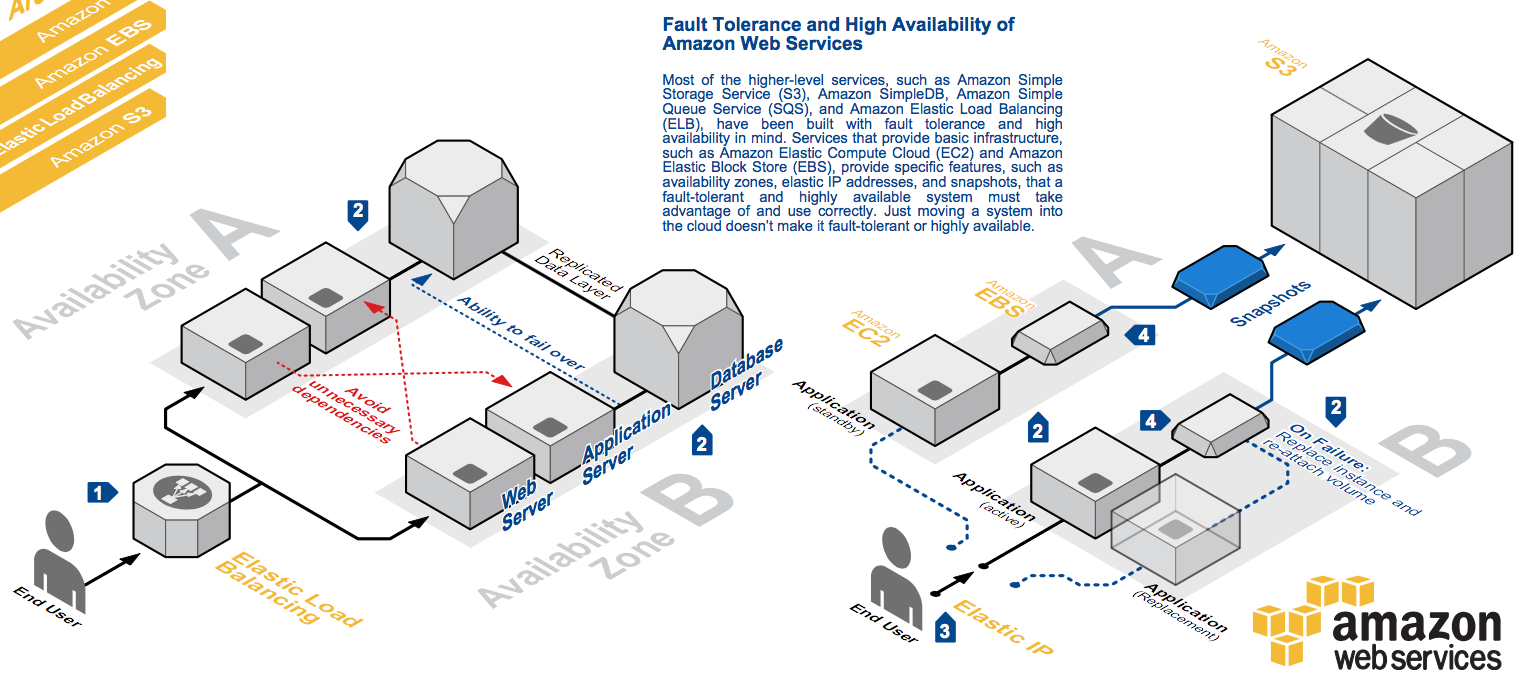 Amazon
Amazon EBS
Elastic Load Balancing
Amazon S3
Fault Tolerance and High Availability of
Amazon Web Services
Most of the higher-level services, such as Amazon Simple
Storage Service (S3), Amazon SimpleDB, Amazon Simple
Queue Service (SQS), and Amazon Elastic Load Balancing
(ELB), have been built with fault tolerance and high
availability in mind. Services that provide basic infrastructure,
such as Amazon Elastic Compute Cloud (EC2) and Amazon
Elastic Block Store (EBS), provide specific features, such as
availability zones, elastic IP addresses, and snapshots, that a
fault-tolerant and highly available system must take
advantage of and use correctly. Just moving a system into
the cloud doesn't make it fault-tolerant or highly available.
Availability
Zone A
2
Replicated
Data Layer
Ability to fail over
Avoid
unnecessary
dependencies
Web
Server
Application
Server
Database
Server
2
Availability
Zone B
1
End User
Elastic Load
Balancing
Amazon
S3
A
Amazon
EBS
Amazon
EC2
4
Snapshots
Application
(standby)
2
4
2
On Failure:
Replace instance and
re-attach volume
B
Application
(active)
Application
(Replacement)
End User
3
Elastic IP
amazon
web services